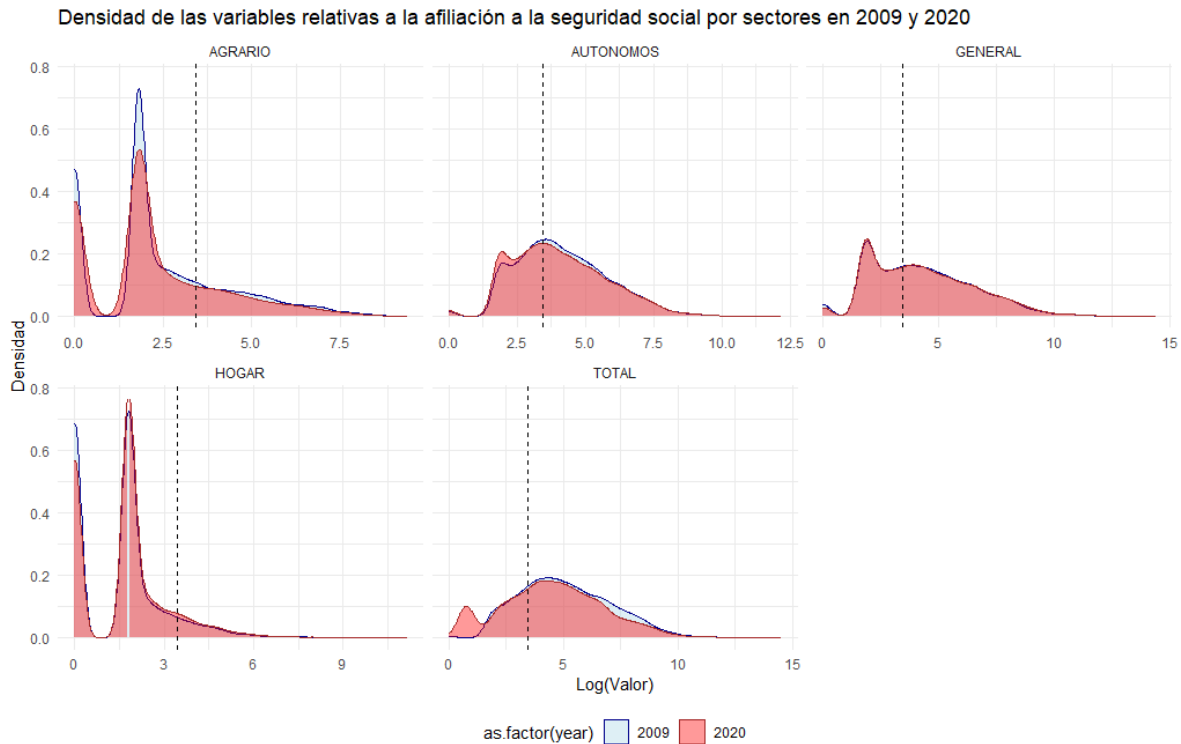 Densidad de las variables relativas a la afiliación a la seguridad social por sectores en 2009 y 2020
AGRARIO
AUTONOMOS
GENERAL
0.8
0.6
0.4
0.2
0.0
0.0 2.5 5.0 7.5
0.0 2.5 5.0 7.5 10.0 12.5
0 5 10 15
Densidad
HOGAR
TOTAL
0.8
0.6
0.4
0.2
0.0
0 3 6 9
0 5 10 15
Log(Valor)
as.factor(year) 2009 2020